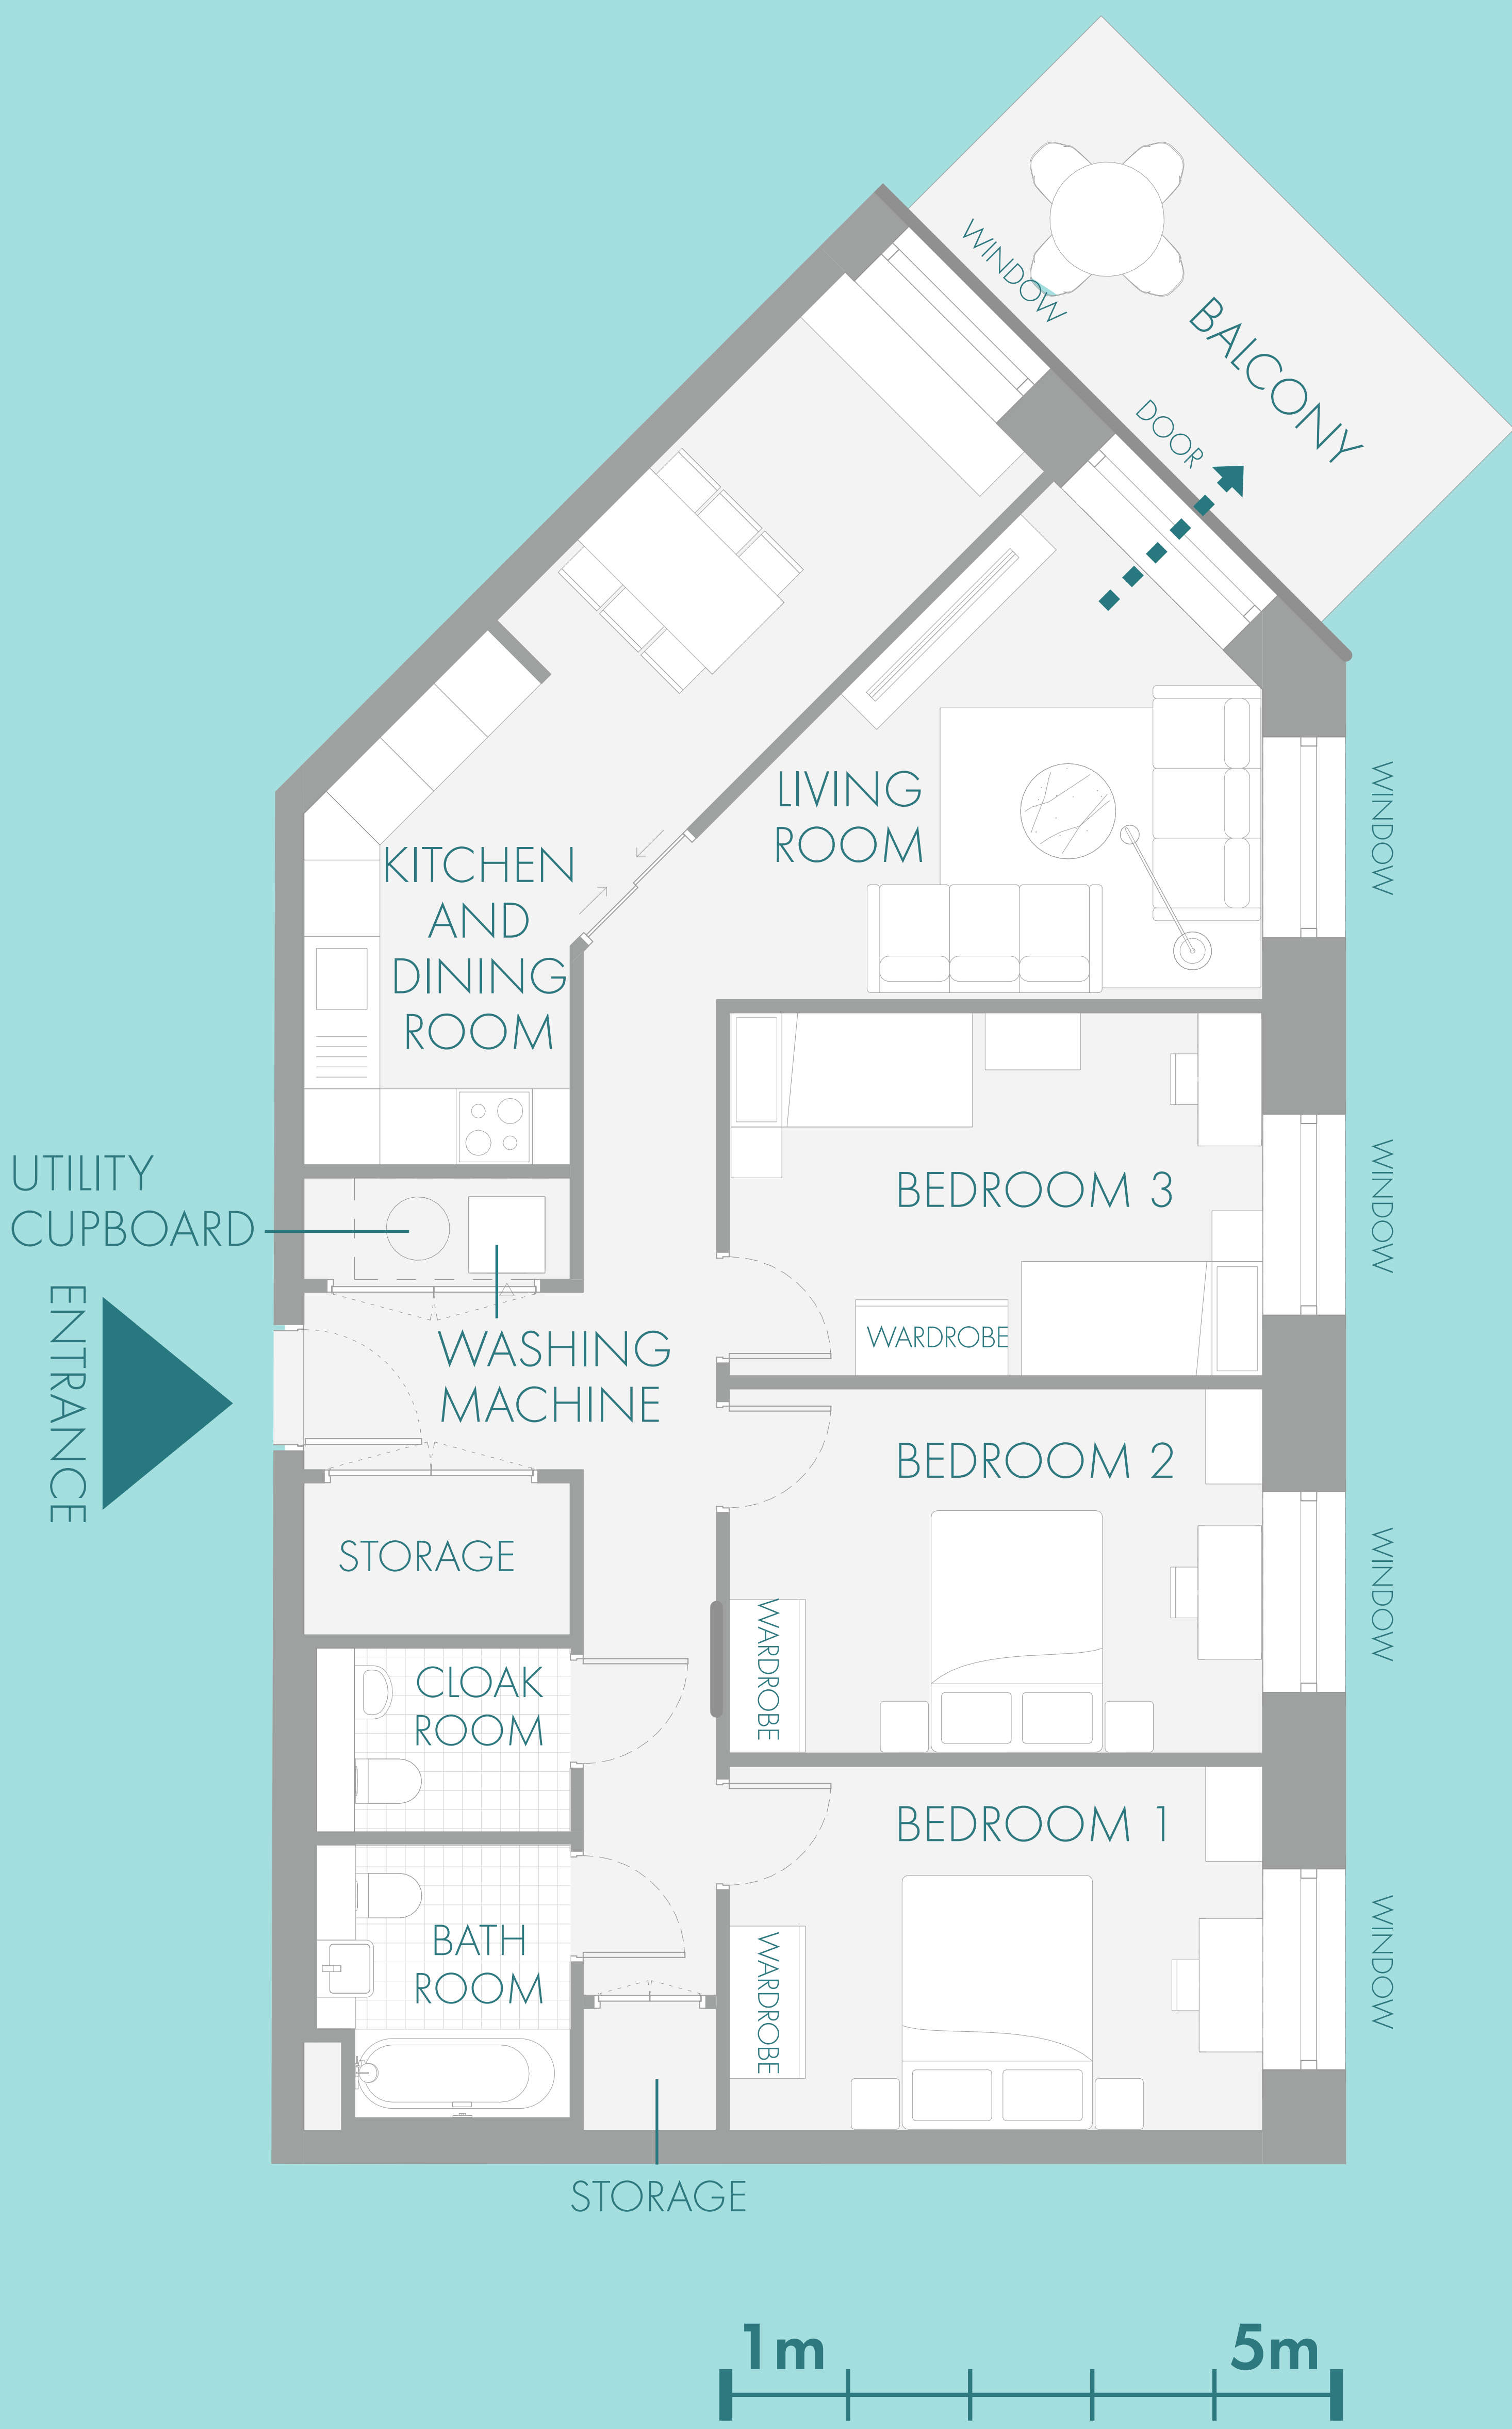 WINDOW
BALCONY
DOOR
LIVING
ROOM
WINDOW
KITCHEN
AND
DINING
ROOM
UTILITY
CUPBOARD
BEDROOM 3
WINDOW
ENTRANCE
WASHING
MACHINE
WARDROBE
BEDROOM 2
WINDOW
STORAGE
WARDROBE
CLOAK
ROOM
BEDROOM 1
WINDOW
BATH
ROOM
WARDROBE
STORAGE
1m
5m